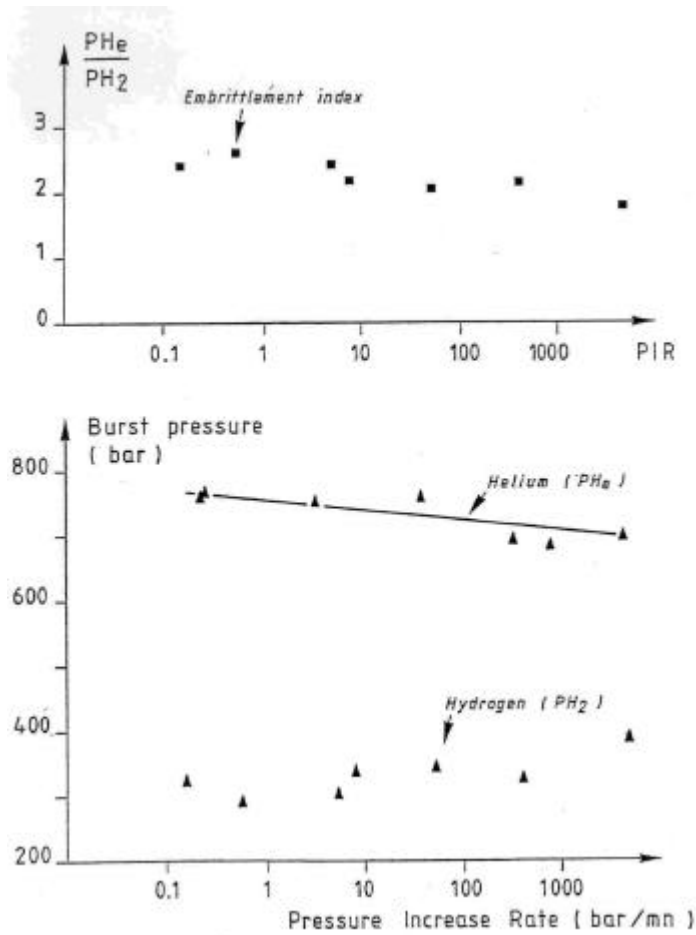 PHe
PH2
Embrittlement index
3
2
1
0
0.1 1 10 100 1000 PIR
Burst pressure
( bar )
800
Helium ( PHe )
600
Hydrogen ( PH2 )
400
200
0.1 1 10 100 1000
Pressure Increase Rate ( bar/mn )